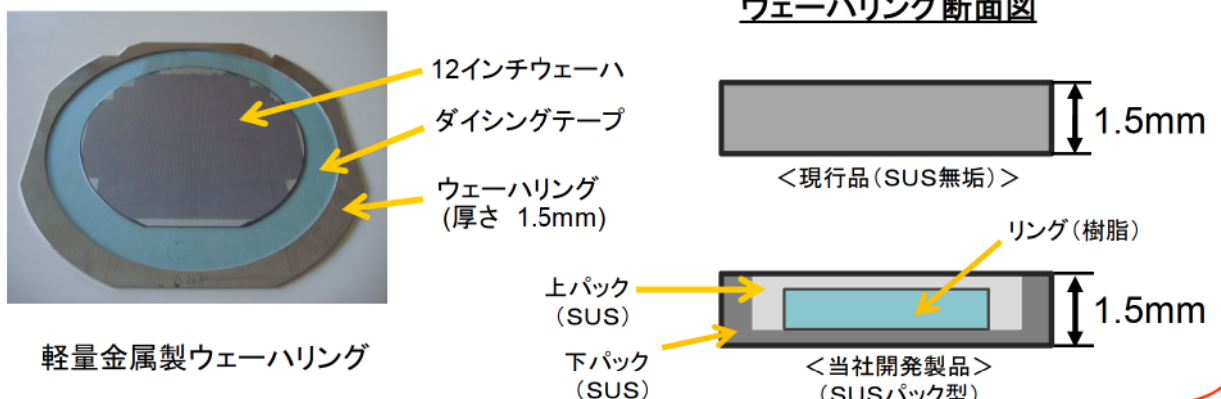 ウェーハリング断面図
12インチウェーハ
ダイシングテープ
ウェーハリング
(厚さ 1.5mm)
軽量金属製ウェーハリング
1.5mm
＜現行品(SUS無垢)＞
リング(樹脂)
上パック
(SUS)
下パック
(SUS)
1.5mm
＜当社開発製品＞
(SUSパック型)